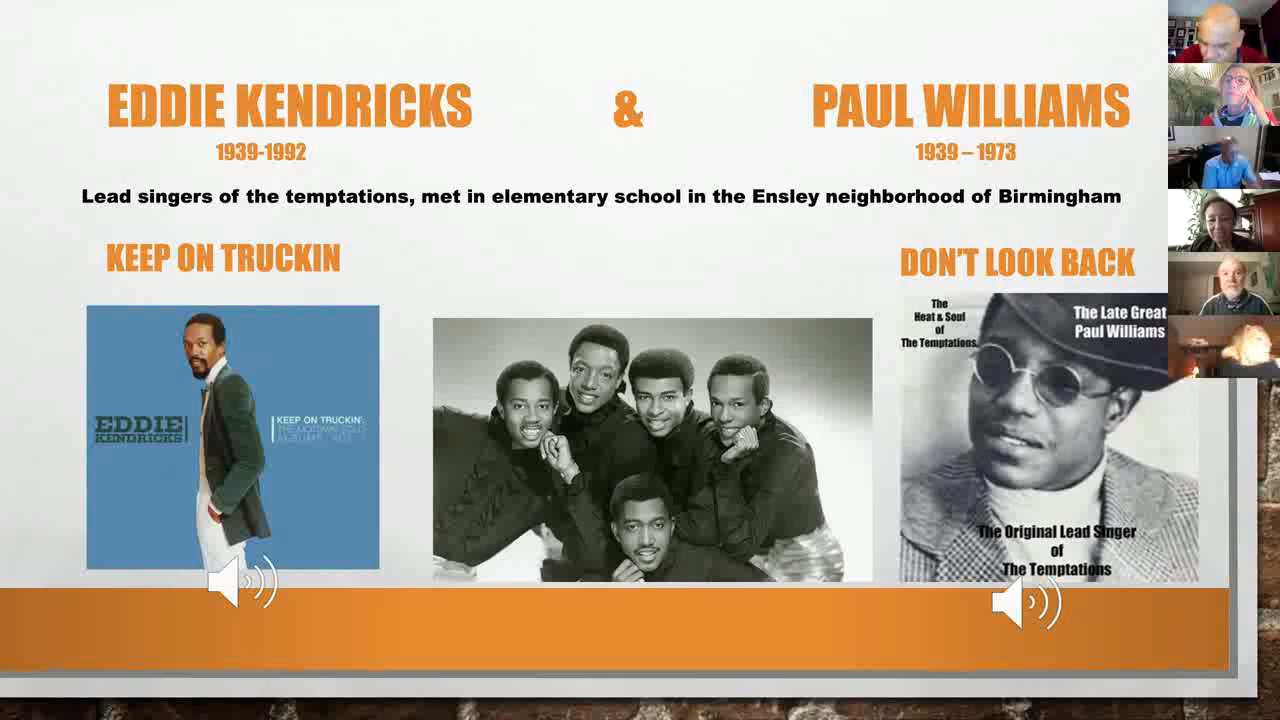 EDDIE KENDRICKS & PAUL WILLIAMS
1939-1992
1939 – 1973
Lead singers of the temptations, met in elementary school in the Ensley neighborhood of Birmingham
KEEP ON TRUCKIN
DON'T LOOK BACK
EDDIE
KENDRICKS
KEEP ON TRUCKIN':
The
Heat & Soul
of
The Temptations
The Late Great
Paul Williams
The Original Lead Singer
of
The Temptations